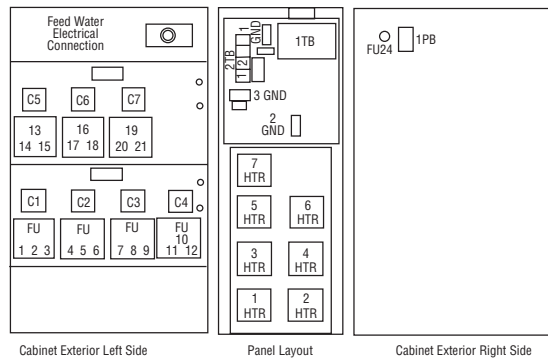 Feed Water
Electrical
Connection
C5 C6 C7
13
14 15
16
17 18
19
20 21
C1 C2 C3 C4
FU
1 2 3
FU
4 5 6
FU
7 8 9
FU
10
11 12
Cabinet Exterior Left Side
1
GND
1TB
2TB
1 2
3 GND
2
GND
7
HTR
5
HTR
6
HTR
3
HTR
4
HTR
1
HTR
2
HTR
Panel Layout
FU24
1PB
Cabinet Exterior Right Side